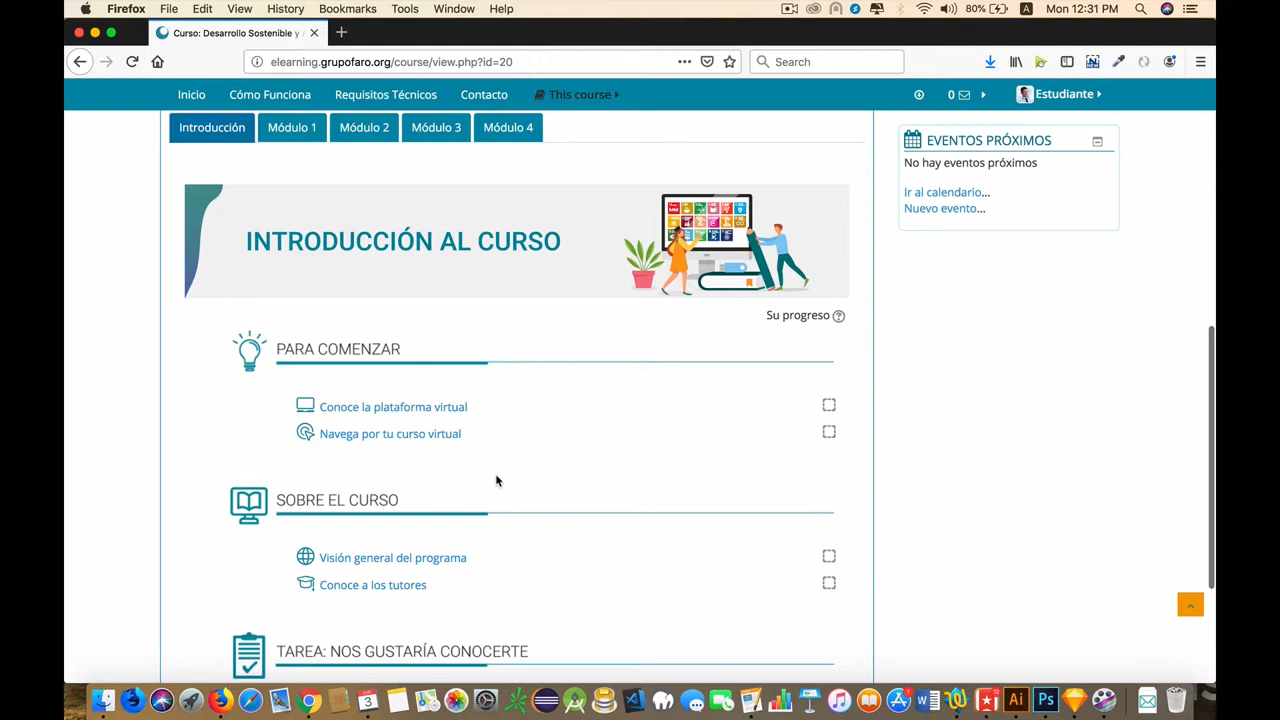 Firefox File Edit View History Bookmarks Tools Window Help 80% A Mon 12:31 PM
Curso: Desarrollo Sostenible y
elearning.grupofaro.org/course/view.php?id=20 Search
Inicio Cómo Funciona Requisitos Técnicos Contacto This course 0 Estudiante
Introducción Módulo 1 Módulo 2 Módulo 3 Módulo 4
EVENTOS PRÓXIMOS
No hay eventos próximos
Ir al calendario...
Nuevo evento...
INTRODUCCIÓN AL CURSO
Su progreso
PARA COMENZAR
Conoce la plataforma virtual
Navega por tu curso virtual
SOBRE EL CURSO
Visión general del programa
Conoce a los tutores
TAREA: NOS GUSTARÍA CONOCERTE
Ai Ps